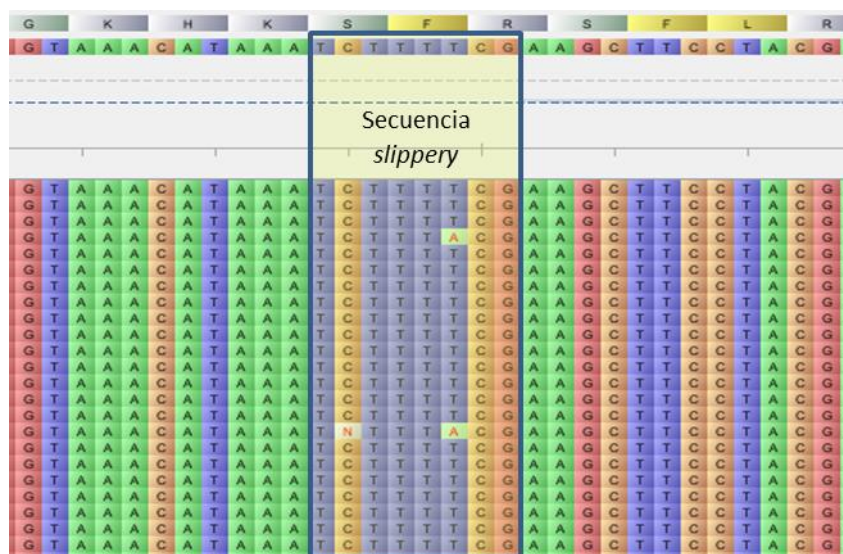 G K H K S F R S F L R
G T A A A C A T A A A T C T T T T C G A A G C T T C C T A C G
Secuencia
slippery
G T A A A C A T A A A T C T T T T C G A A G C T T C C T A C G
G T A A A C A T A A A T C T T T T C G A A G C T T C C T A C G
G T A A A C A T A A A T C T T T T C G A A G C T T C C T A C G
G T A A A C A T A A A T C T T T A C G A A G C T T C C T A C G
G T A A A C A T A A A T C T T T T C G A A G C T T C C T A C G
G T A A A C A T A A A T C T T T T C G A A G C T T C C T A C G
G T A A A C A T A A A T C T T T T C G A A G C T T C C T A C G
G T A A A C A T A A A T C T T T T C G A A G C T T C C T A C G
G T A A A C A T A A A T C T T T T C G A A G C T T C C T A C G
G T A A A C A T A A A T C T T T T C G A A G C T T C C T A C G
G T A A A C A T A A A T C T T T T C G A A G C T T C C T A C G
G T A A A C A T A A A T C T T T T C G A A G C T T C C T A C G
G T A A A C A T A A A T C T T T T C G A A G C T T C C T A C G
G T A A A C A T A A A T C T T T T C G A A G C T T C C T A C G
G T A A A C A T A A A T C T T T T C G A A G C T T C C T A C G
G T A A A C A T A A A T N T T T A C G A A G C T T C C T A C G
G T A A A C A T A A A T C T T T T C G A A G C T T C C T A C G
G T A A A C A T A A A T C T T T T C G A A G C T T C C T A C G
G T A A A C A T A A A T C T T T T C G A A G C T T C C T A C G
G T A A A C A T A A A T C T T T T C G A A G C T T C C T A C G
G T A A A C A T A A A T C T T T T C G A A G C T T C C T A C G
G T A A A C A T A A A T C T T T T C G A A G C T T C C T A C G
G T A A A C A T A A A T C T T T T C G A A G C T T C C T A C G